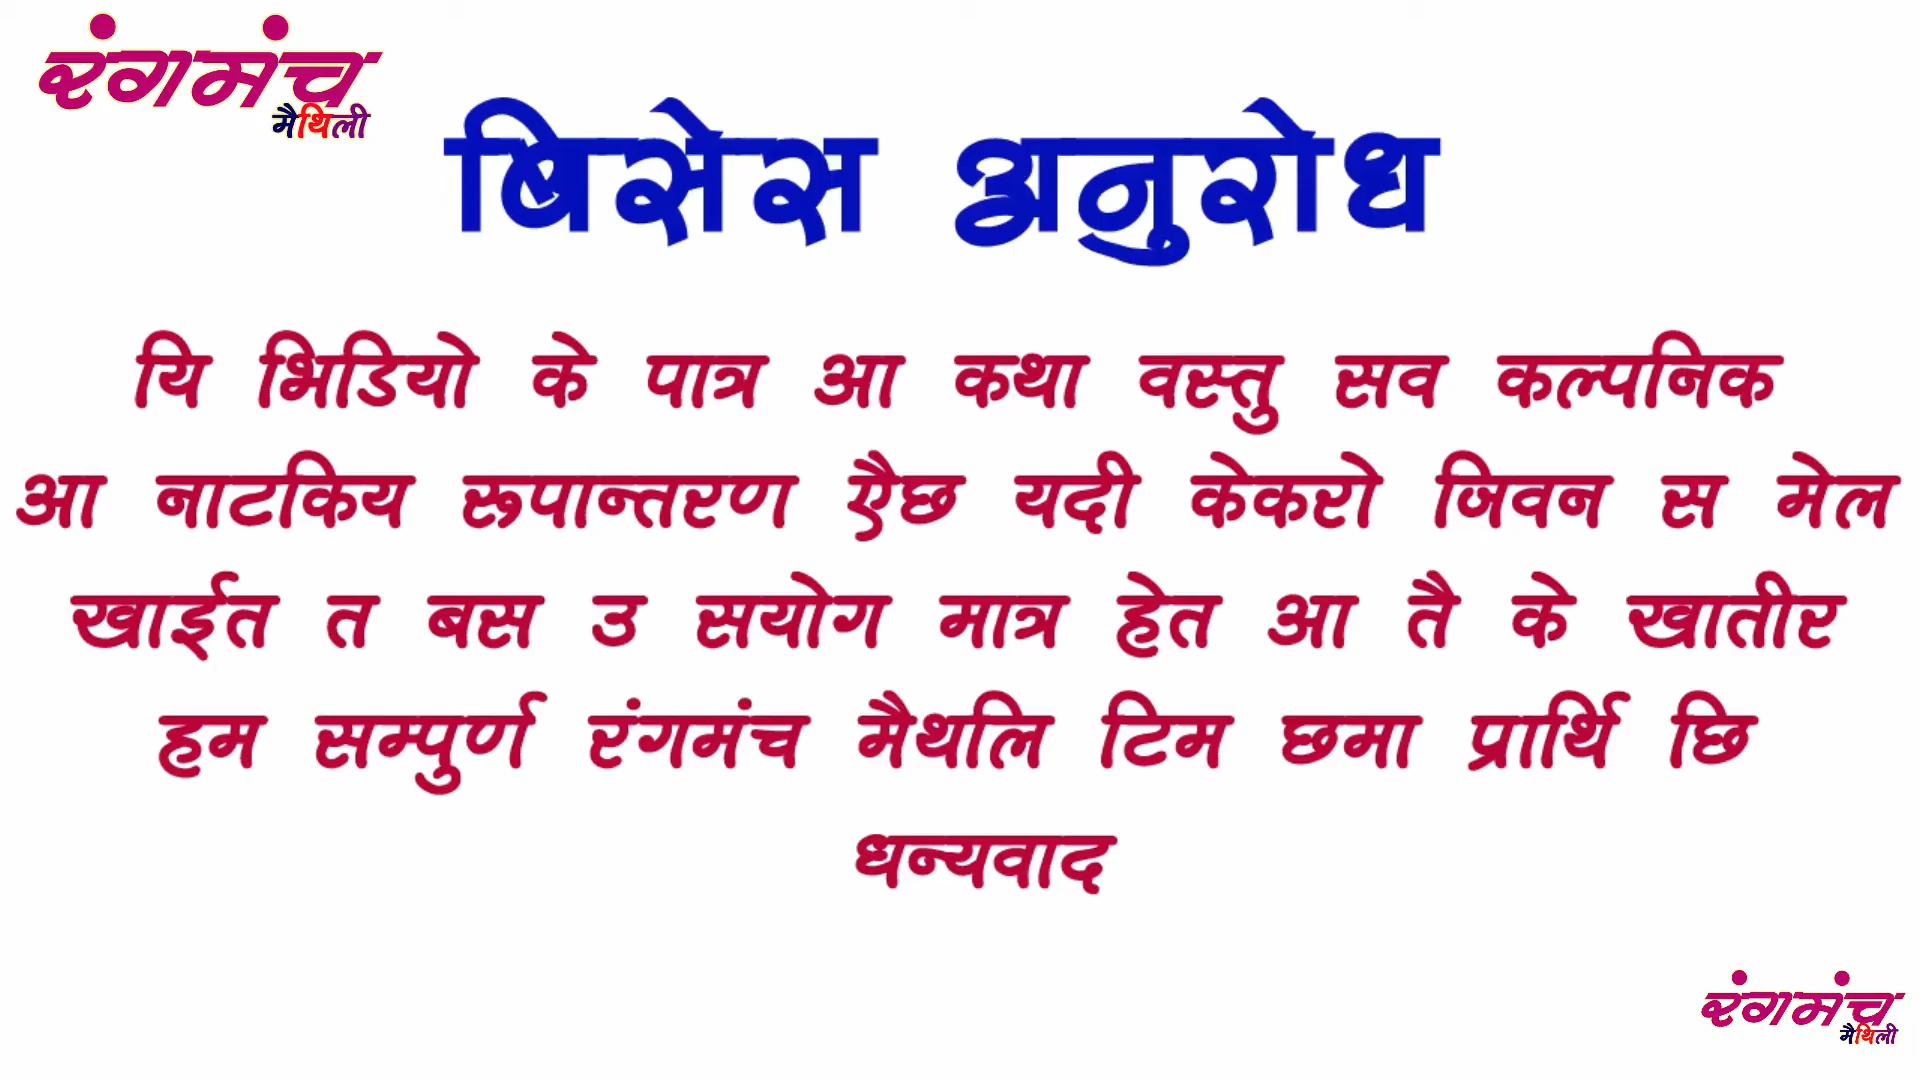 रंगमंच
मैथिली
बिसेस अनुरोध
यि भिडियो के पात्र आ कथा वस्तु सव कल्पनिक
आ नाटकिय रूपान्तरण एैछ यदी केकरो जिवन स मेल
खाईत त बस उ सयोग मात्र हेत आ तै के खातीर
हम सम्पुर्ण रंगमंच मैथलि टिम छमा प्रार्थि छि
धन्यवाद
रंगमंच
मैथिली